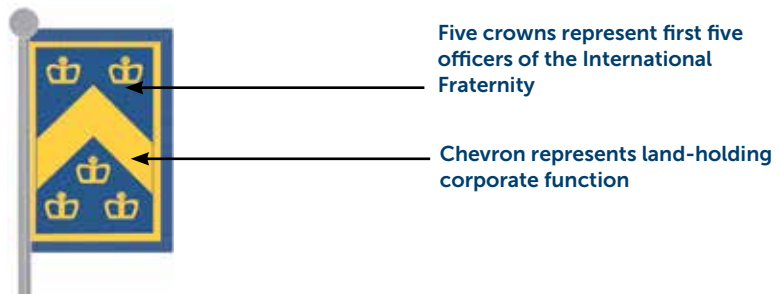 Five crowns represent first five
officers of the International
Fraternity
Chevron represents land-holding
corporate function